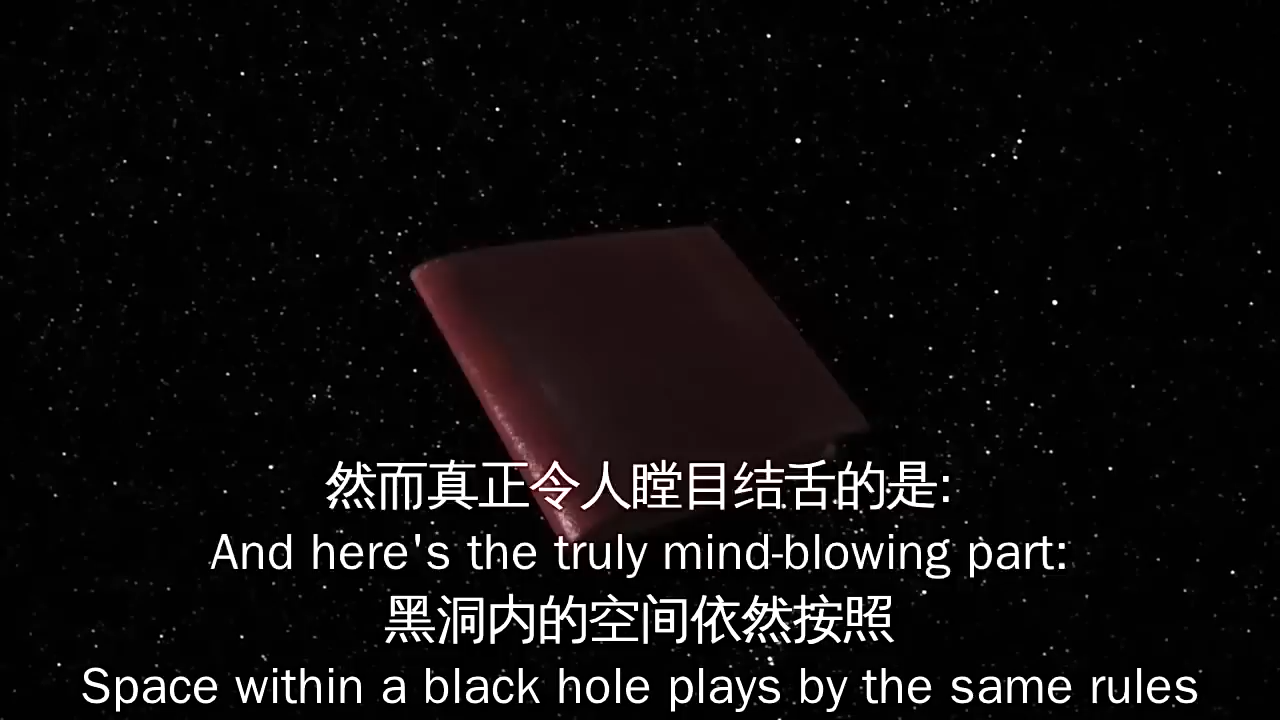 然而真正令人瞠目结舌的是:
And here's the truly mind-blowing part:
黑洞内的空间依然按照
Space within a black hole plays by the same rules